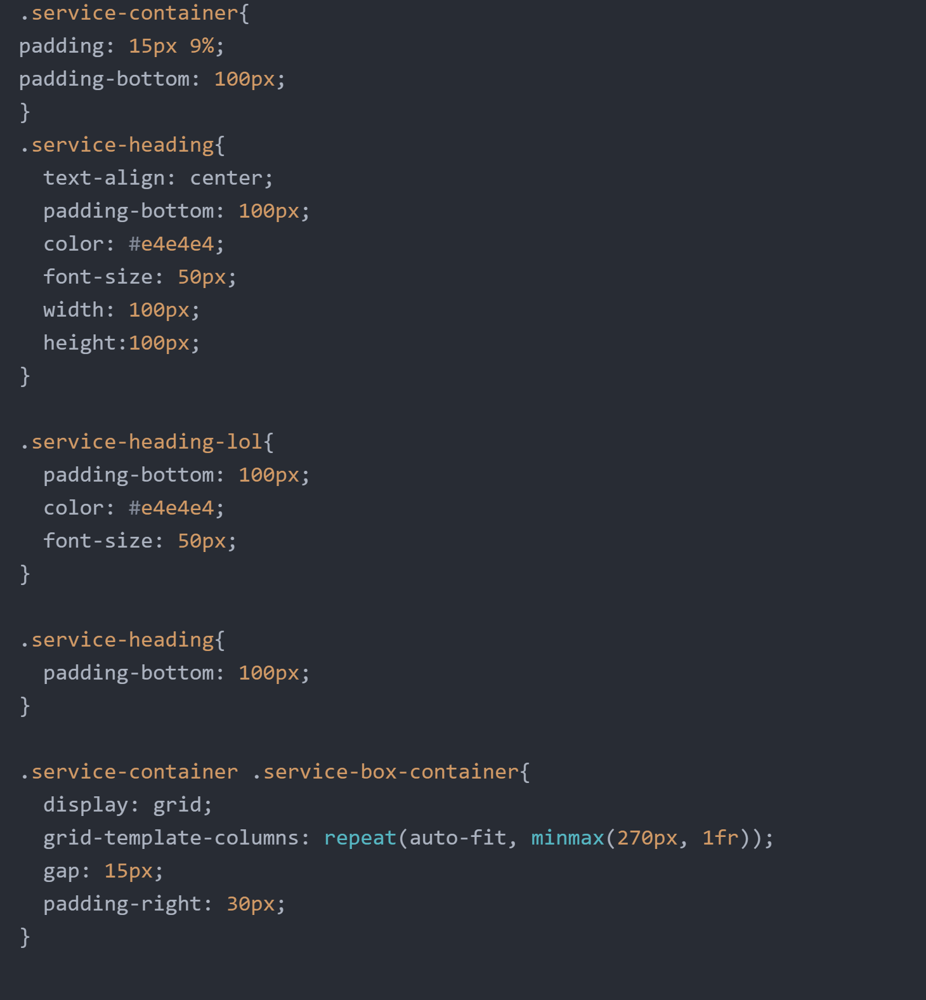 .service-container{
padding: 15px 9%;
padding-bottom: 100px;
}
.service-heading{
  text-align: center;
  padding-bottom: 100px;
  color: #e4e4e4;
  font-size: 50px;
  width: 100px;
  height:100px;
}

.service-heading-lol{
  padding-bottom: 100px;
  color: #e4e4e4;
  font-size: 50px;
}

.service-heading{
  padding-bottom: 100px;
}

.service-container .service-box-container{
  display: grid;
  grid-template-columns: repeat(auto-fit, minmax(270px, 1fr));
  gap: 15px;
  padding-right: 30px;
}